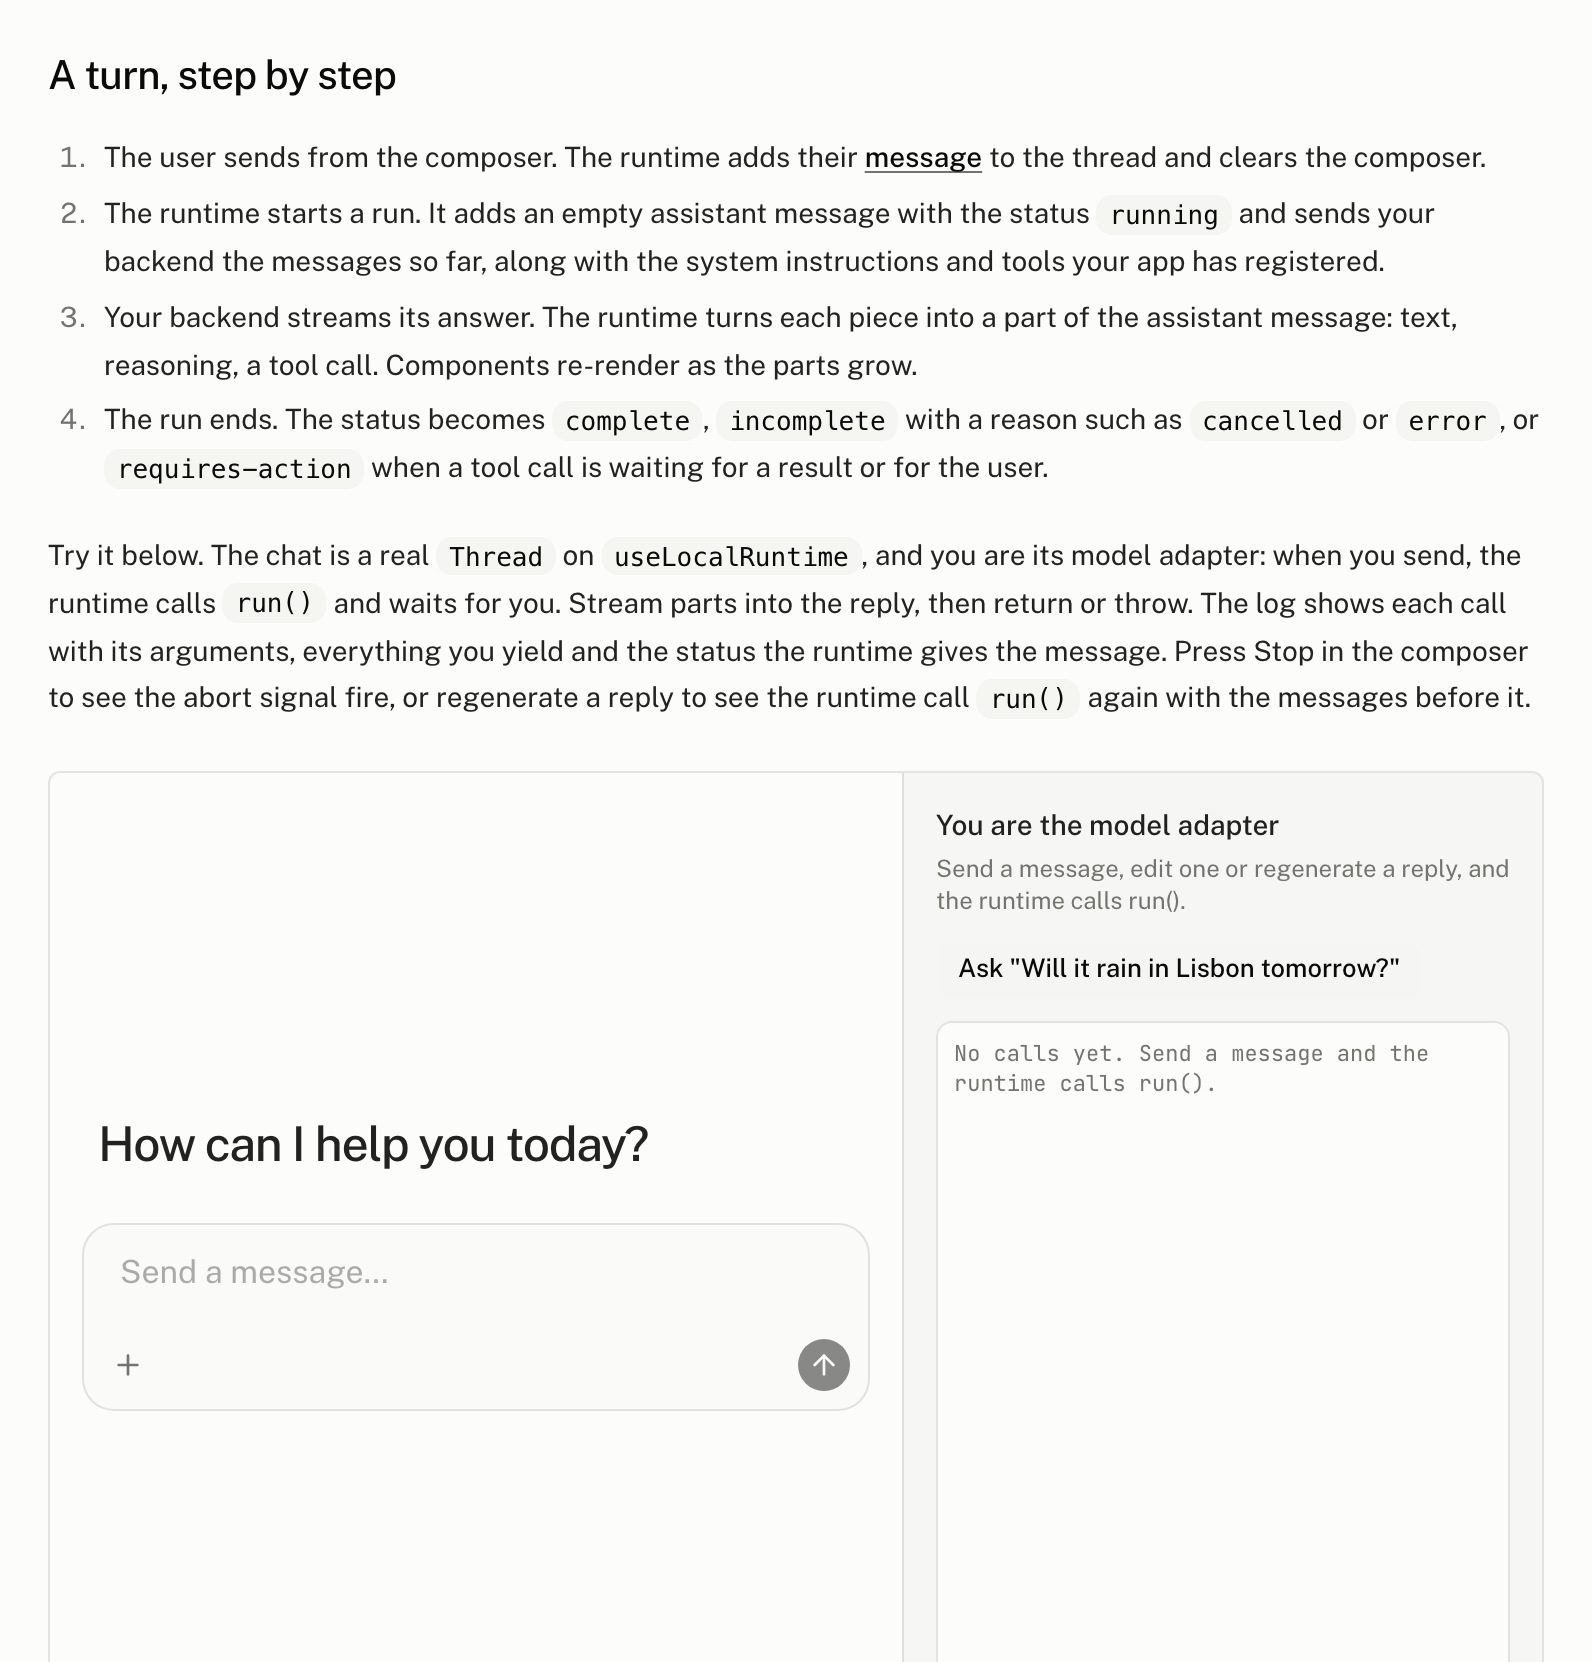 A turn, step by step
1. The user sends from the composer. The runtime adds their message to the thread and clears the composer.
2. The runtime starts a run. It adds an empty assistant message with the status running and sends your
backend the messages so far, along with the system instructions and tools your app has registered.
3. Your backend streams its answer. The runtime turns each piece into a part of the assistant message: text,
reasoning, a tool call. Components re-render as the parts grow.
4. The run ends. The status becomes complete, incomplete with a reason such as cancelled or error, or
requires-action when a tool call is waiting for a result or for the user.
Try it below. The chat is a real Thread on useLocalRuntime, and you are its model adapter: when you send, the
runtime calls run() and waits for you. Stream parts into the reply, then return or throw. The log shows each call
with its arguments, everything you yield and the status the runtime gives the message. Press Stop in the composer
to see the abort signal fire, or regenerate a reply to see the runtime call run() again with the messages before it.
How can I help you today?
Send a message...
You are the model adapter
Send a message, edit one or regenerate a reply, and
the runtime calls run().
Ask "Will it rain in Lisbon tomorrow?"
No calls yet. Send a message and the
runtime calls run().